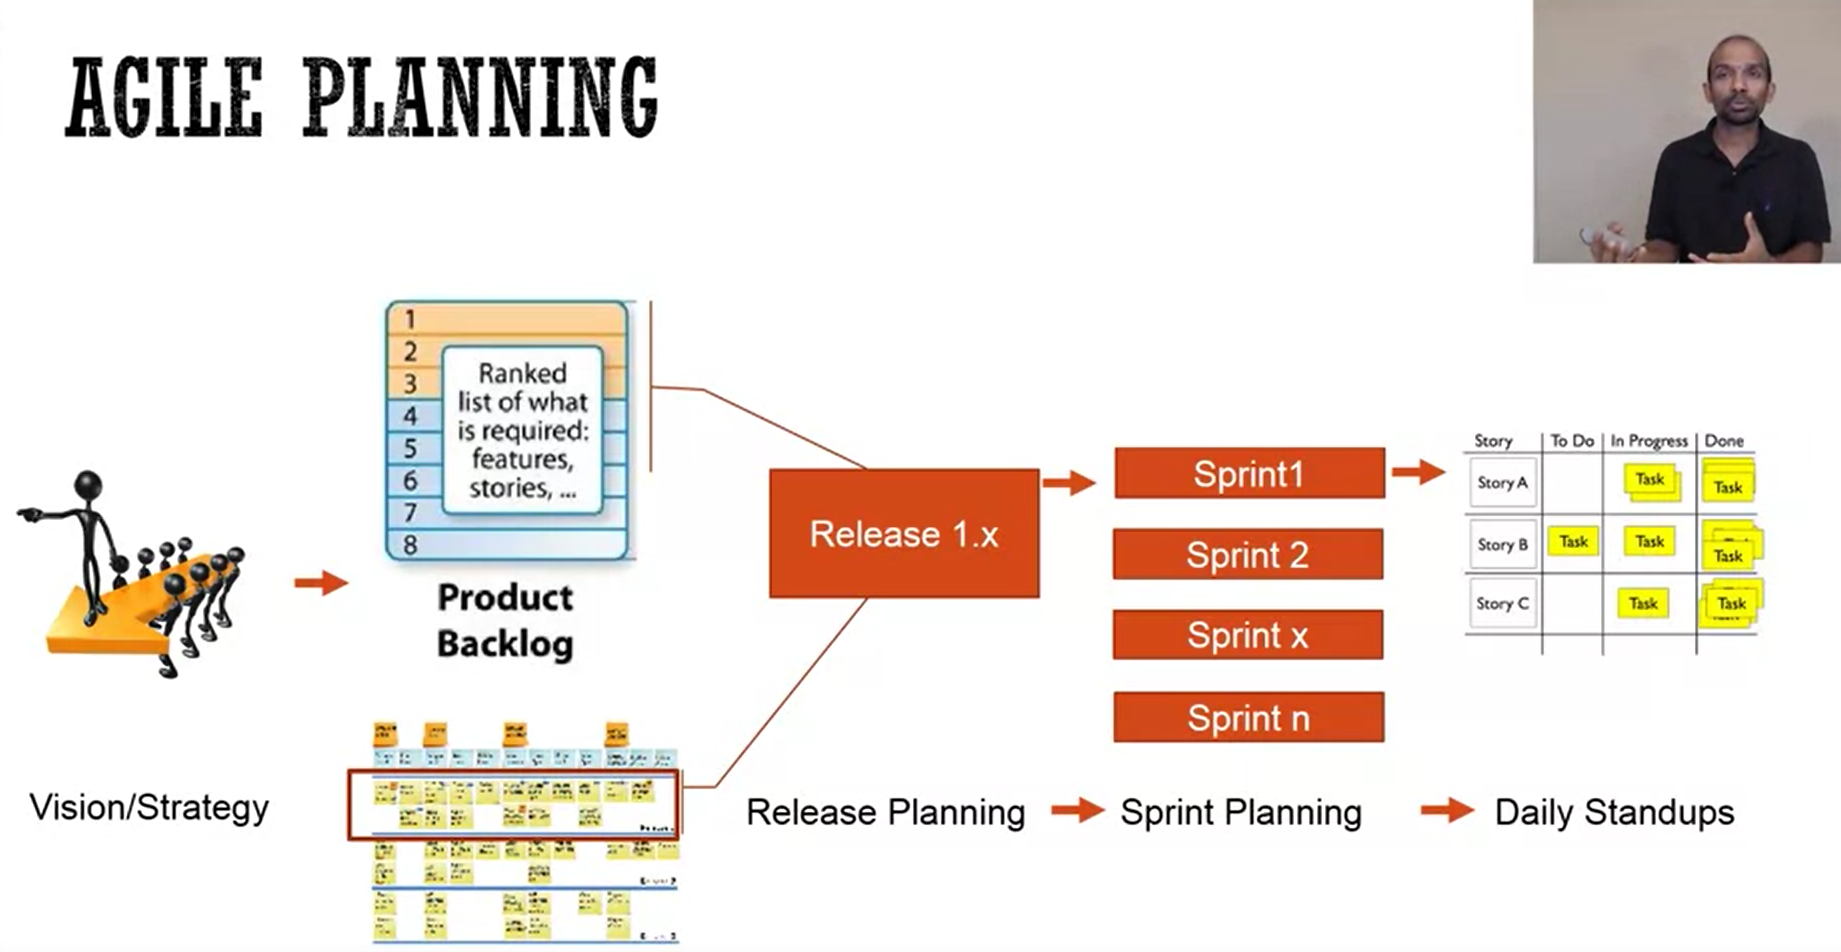 AGILE PLANNING
1
2
3
4
5
6
7
8
Ranked
list of what
is required:
features,
stories, ...
Product
Backlog
Release 1.x
Sprint1
Sprint 2
Sprint x
Sprint n
Story To Do In Progress Done
Story A Task Task
Story B Task Task Task
Story C Task Task
Vision/Strategy
Release Planning
Sprint Planning
Daily Standups